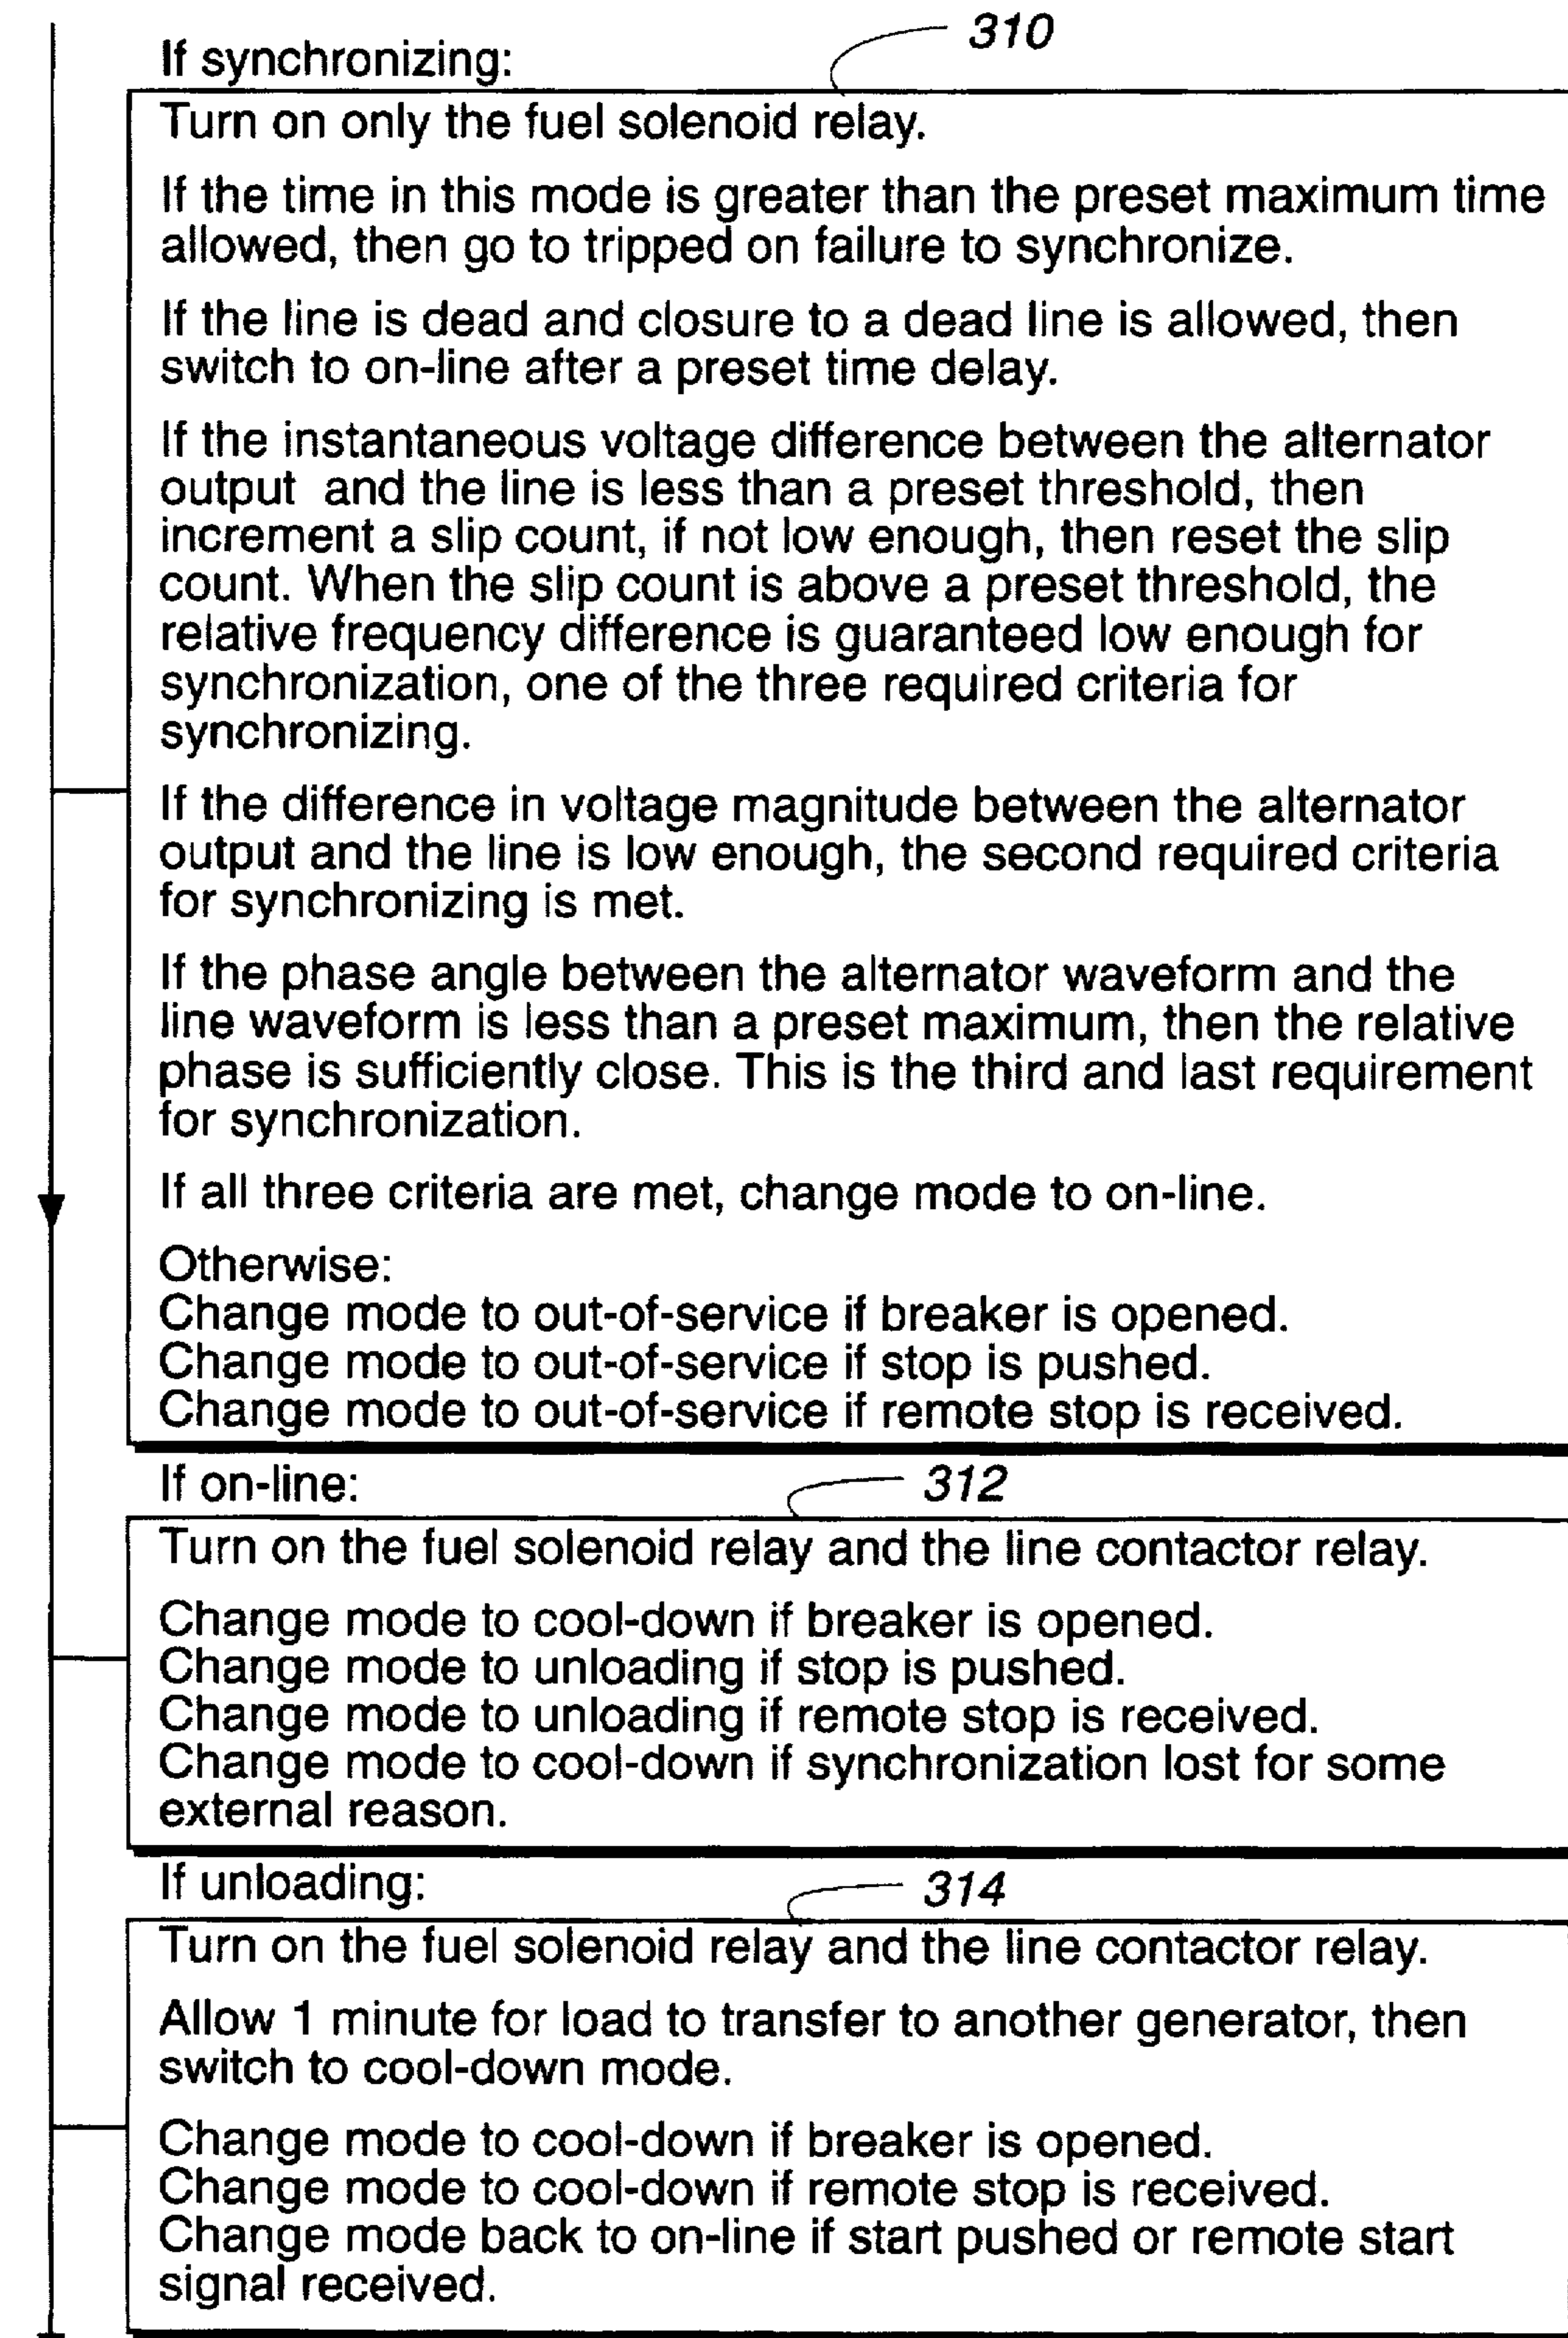 310
If synchronizing:
Turn on only the fuel solenoid relay.
If the time in this mode is greater than the preset maximum time
allowed, then go to tripped on failure to synchronize.
If the line is dead and closure to a dead line is allowed, then
switch to on-line after a preset time delay.
If the instantaneous voltage difference between the alternator
output and the line is less than a preset threshold, then
increment a slip count, if not low enough, then reset the slip
count. When the slip count is above a preset threshold, the
relative frequency difference is guaranteed low enough for
synchronization, one of the three required criteria for
synchronizing.
If the difference in voltage magnitude between the alternator
output and the line is low enough, the second required criteria
for synchronizing is met.
If the phase angle between the alternator waveform and the
line waveform is less than a preset maximum, then the relative
phase is sufficiently close. This is the third and last requirement
for synchronization.
If all three criteria are met, change mode to on-line.
Otherwise:
Change mode to out-of-service if breaker is opened.
Change mode to out-of-service if stop is pushed.
Change mode to out-of-service if remote stop is received.
If on-line:
312
Turn on the fuel solenoid relay and the line contactor relay.
Change mode to cool-down if breaker is opened.
Change mode to unloading if stop is pushed.
Change mode to unloading if remote stop is received.
Change mode to cool-down if synchronization lost for some
external reason.
If unloading:
314
Turn on the fuel solenoid relay and the line contactor relay.
Allow 1 minute for load to transfer to another generator, then
switch to cool-down mode.
Change mode to cool-down if breaker is opened.
Change mode to cool-down if remote stop is received.
Change mode back to on-line if start pushed or remote start
signal received.